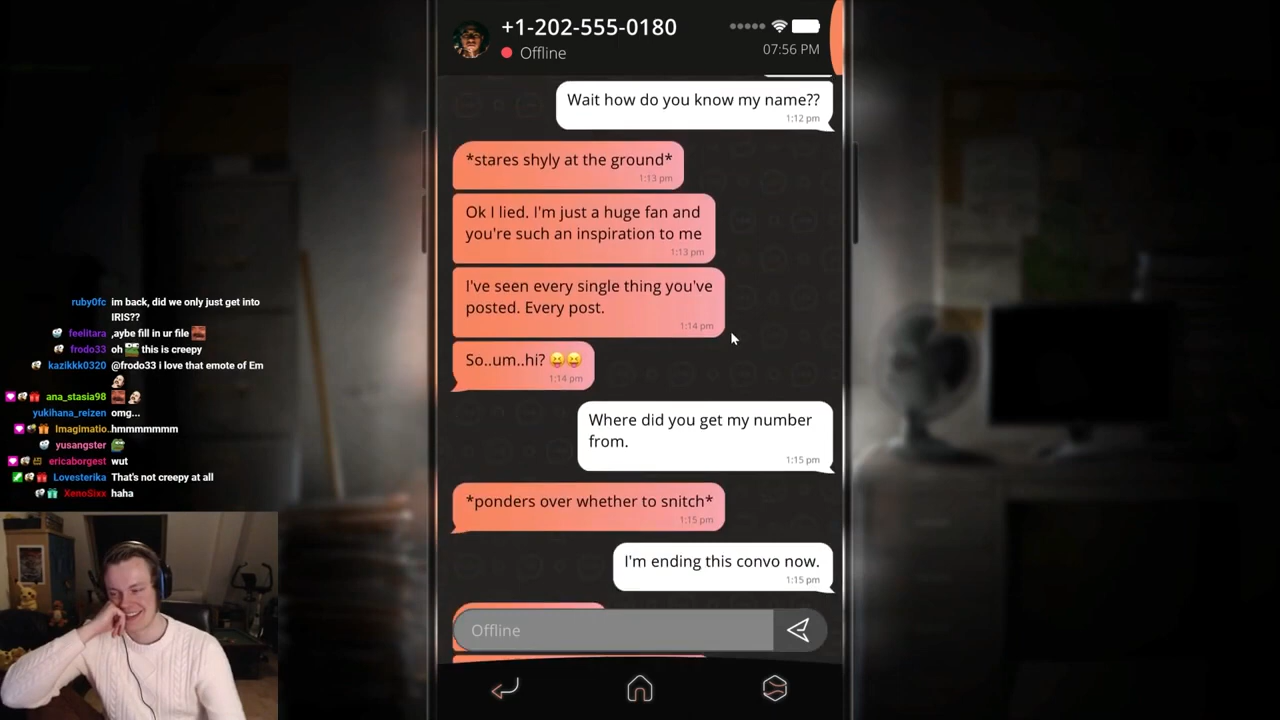 +1-202-555-0180
Offline
07:56 PM
Wait how do you know my name??
1:12 pm
*stares shyly at the ground*
1:13 pm
Ok I lied. I'm just a huge fan and
you're such an inspiration to me
1:13 pm
I've seen every single thing you've
posted. Every post.
1:14 pm
So..um..hi? 😛😛
1:14 pm
Where did you get my number
from.
1:15 pm
*ponders over whether to snitch*
1:15 pm
I'm ending this convo now.
1:15 pm
Offline
ruby0fc im back, did we only just get into
IRIS??
feelitara ,aybe fill in ur file
frodo33 oh this is creepy
kazikkk0320 @frodo33 i love that emote of Em
ana_stasia98
yukihana_reizen omg...
Imagimatio.. hmmmmmmm
yusangster
ericaborgest wut
Lovesterika That's not creepy at all
XenoSixx haha